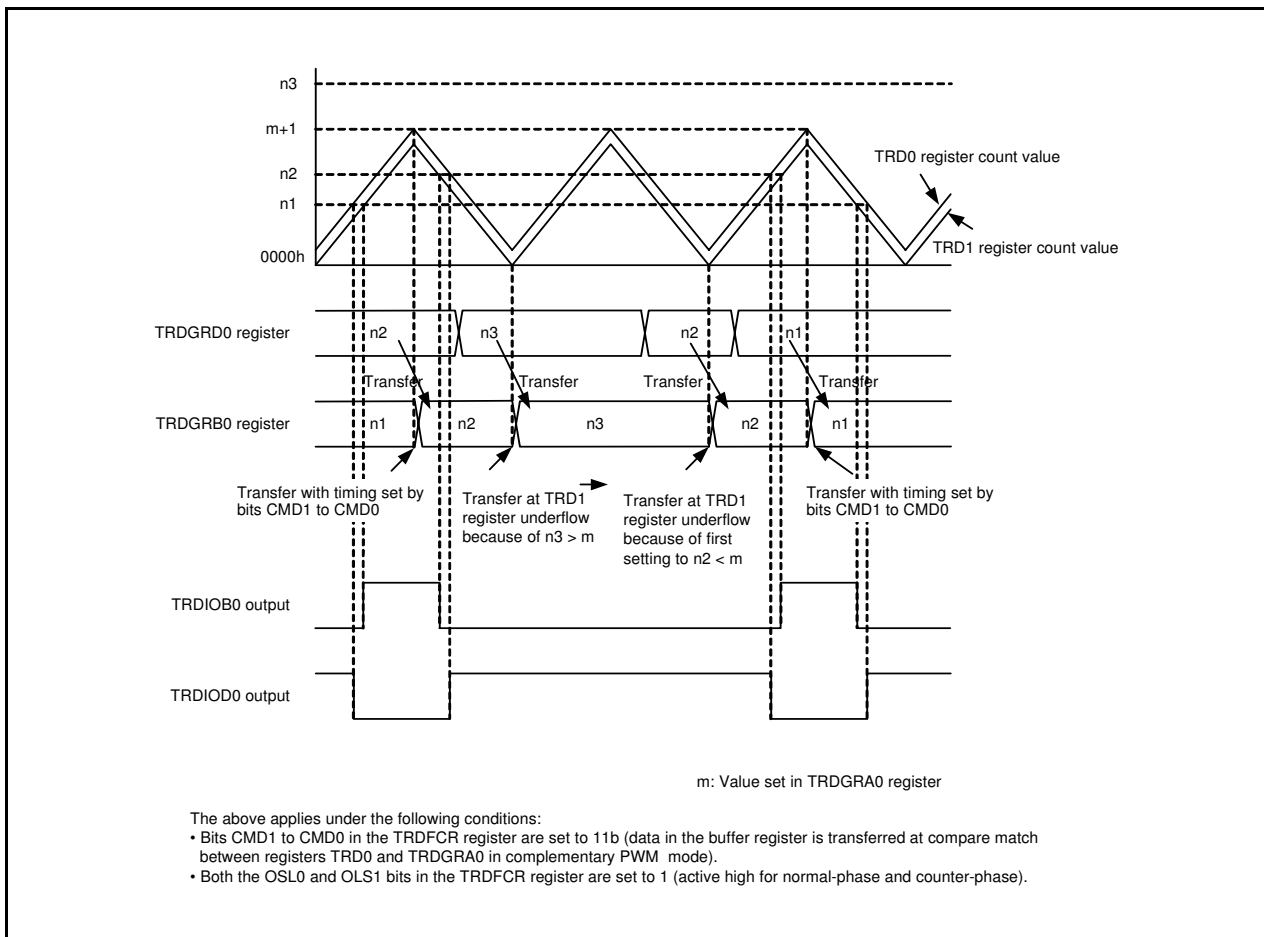 n3
m+1
n2
n1
0000h
TRD0 register count value
TRD1 register count value
TRDGRD0 register
n2
n3
n2
n1
Transfer
Transfer
Transfer
Transfer
TRDGRB0 register
n1
n2
n3
n2
n1
Transfer with timing set by
bits CMD1 to CMD0
Transfer at TRD1
register underflow
because of n3 > m
Transfer at TRD1
register underflow
because of first
setting to n2 < m
Transfer with timing set by
bits CMD1 to CMD0
TRDIOB0 output
TRDIOD0 output
m: Value set in TRDGRA0 register
The above applies under the following conditions:
• Bits CMD1 to CMD0 in the TRDFCR register are set to 11b (data in the buffer register is transferred at compare match
between registers TRD0 and TRDGRA0 in complementary PWM mode).
• Both the OSL0 and OLS1 bits in the TRDFCR register are set to 1 (active high for normal-phase and counter-phase).